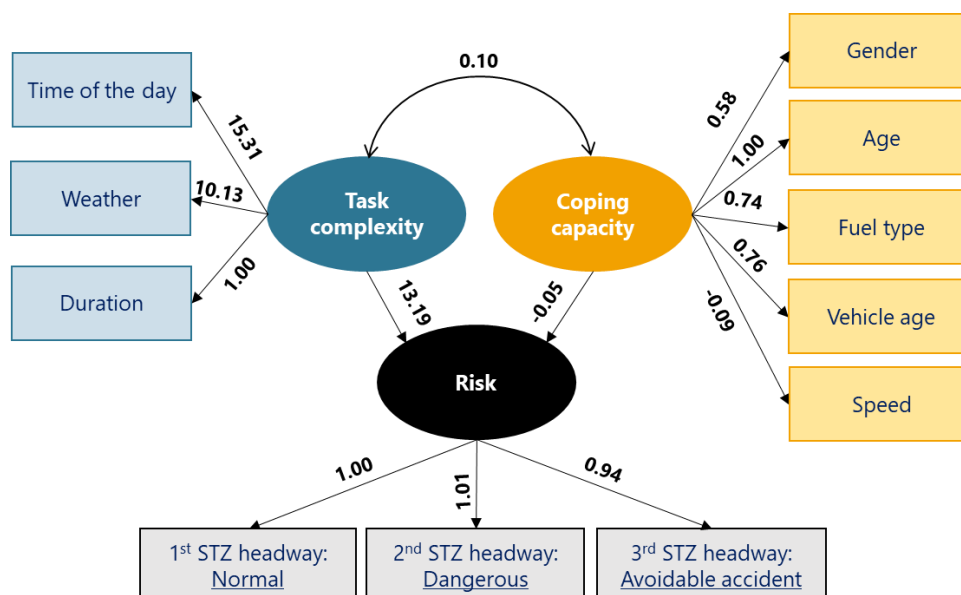 0.10
Gender
Time of the day
0.58
15.31
Age
1.00
Weather
10.13
Task
complexity
Coping
capacity
0.74
Fuel type
0.76
Duration
1.00
13.19
-0.05
-0.09
Vehicle age
Risk
Speed
1.00
1.01
0.94
1st STZ headway:
Normal
2nd STZ headway:
Dangerous
3rd STZ headway:
Avoidable accident